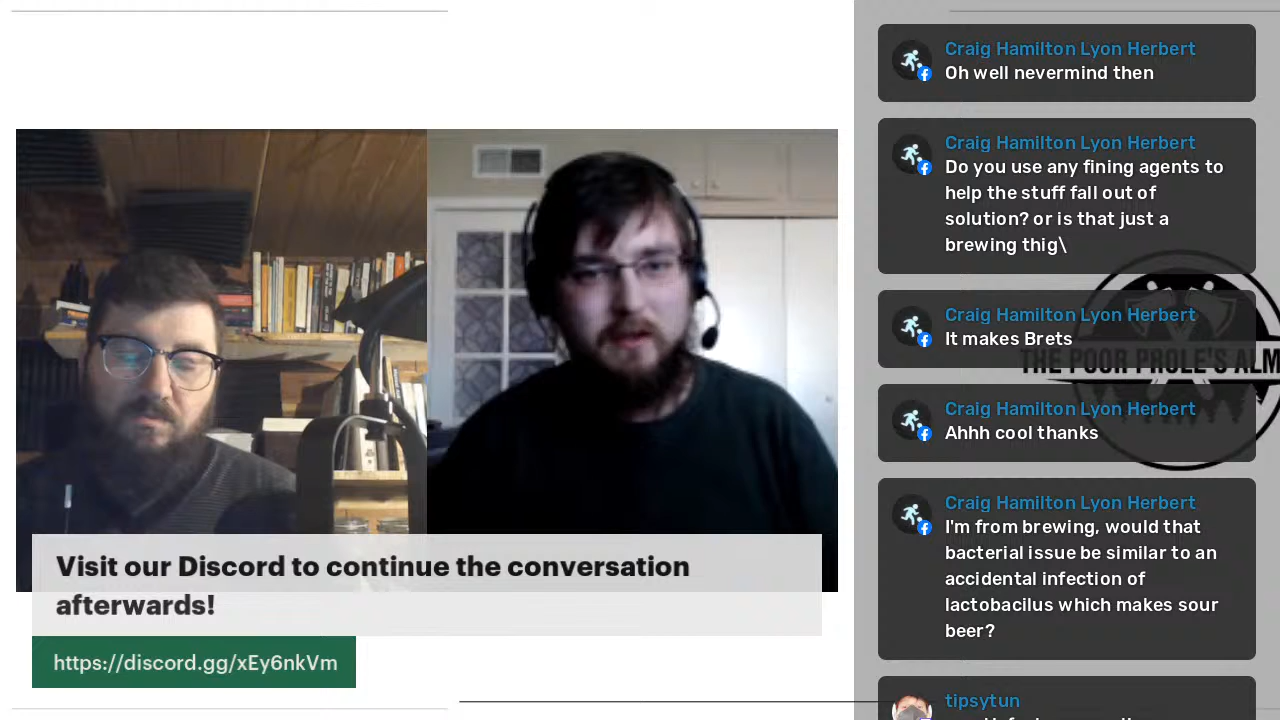 Craig Hamilton Lyon Herbert
Oh well nevermind then
Craig Hamilton Lyon Herbert
Do you use any fining agents to
help the stuff fall out of
solution? or is that just a
brewing thig\
Craig Hamilton Lyon Herbert
It makes Brets
THE POOR PROLE'S ALM
Craig Hamilton Lyon Herbert
Ahhh cool thanks
Craig Hamilton Lyon Herbert
I'm from brewing, would that
bacterial issue be similar to an
accidental infection of
lactobacilus which makes sour
beer?
tipsytun
Visit our Discord to continue the conversation
afterwards!
https://discord.gg/xEy6nkVm